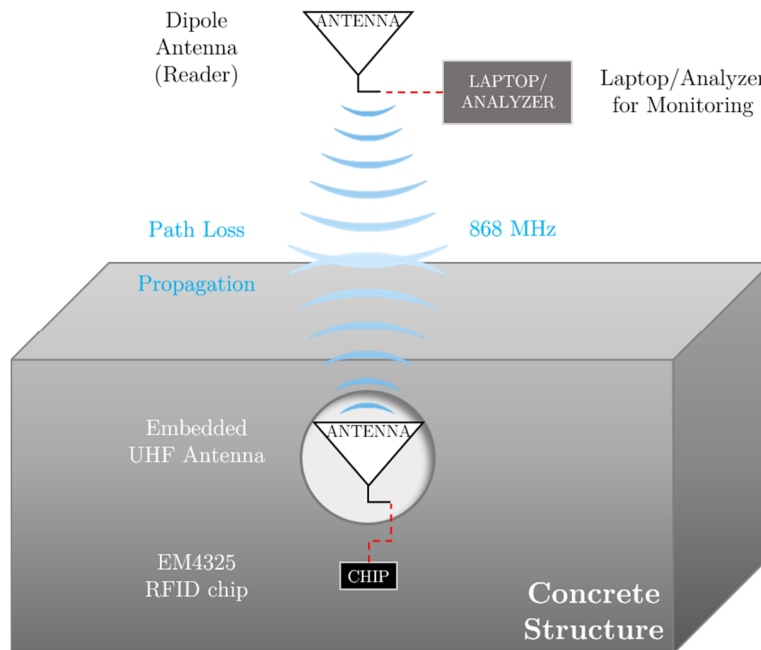 Dipole
Antenna
(Reader)
ANTENNA
LAPTOP/
ANALYZER
Laptop/Analyzer
for Monitoring
Path Loss
868 MHz
Propagation
Embedded
UHF Antenna
ANTENNA
EM4325
RFID chip
CHIP
Concrete
Structure